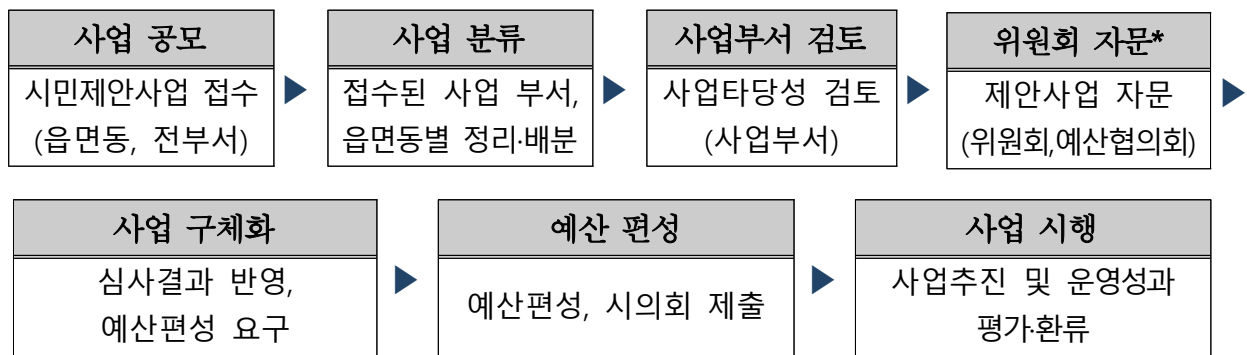 사업 공모
시민제안사업 접수
(읍면동, 전부서)
사업 분류
접수된 사업 부서,
읍면동별 정리·배분
사업부서 검토
사업타당성 검토
(사업부서)
위원회 자문*
제안사업 자문
(위원회,예산협의회)
사업 구체화
심사결과 반영,
예산편성 요구
예산 편성
예산편성, 시의회 제출
사업 시행
사업추진 및 운영성과
평가·환류